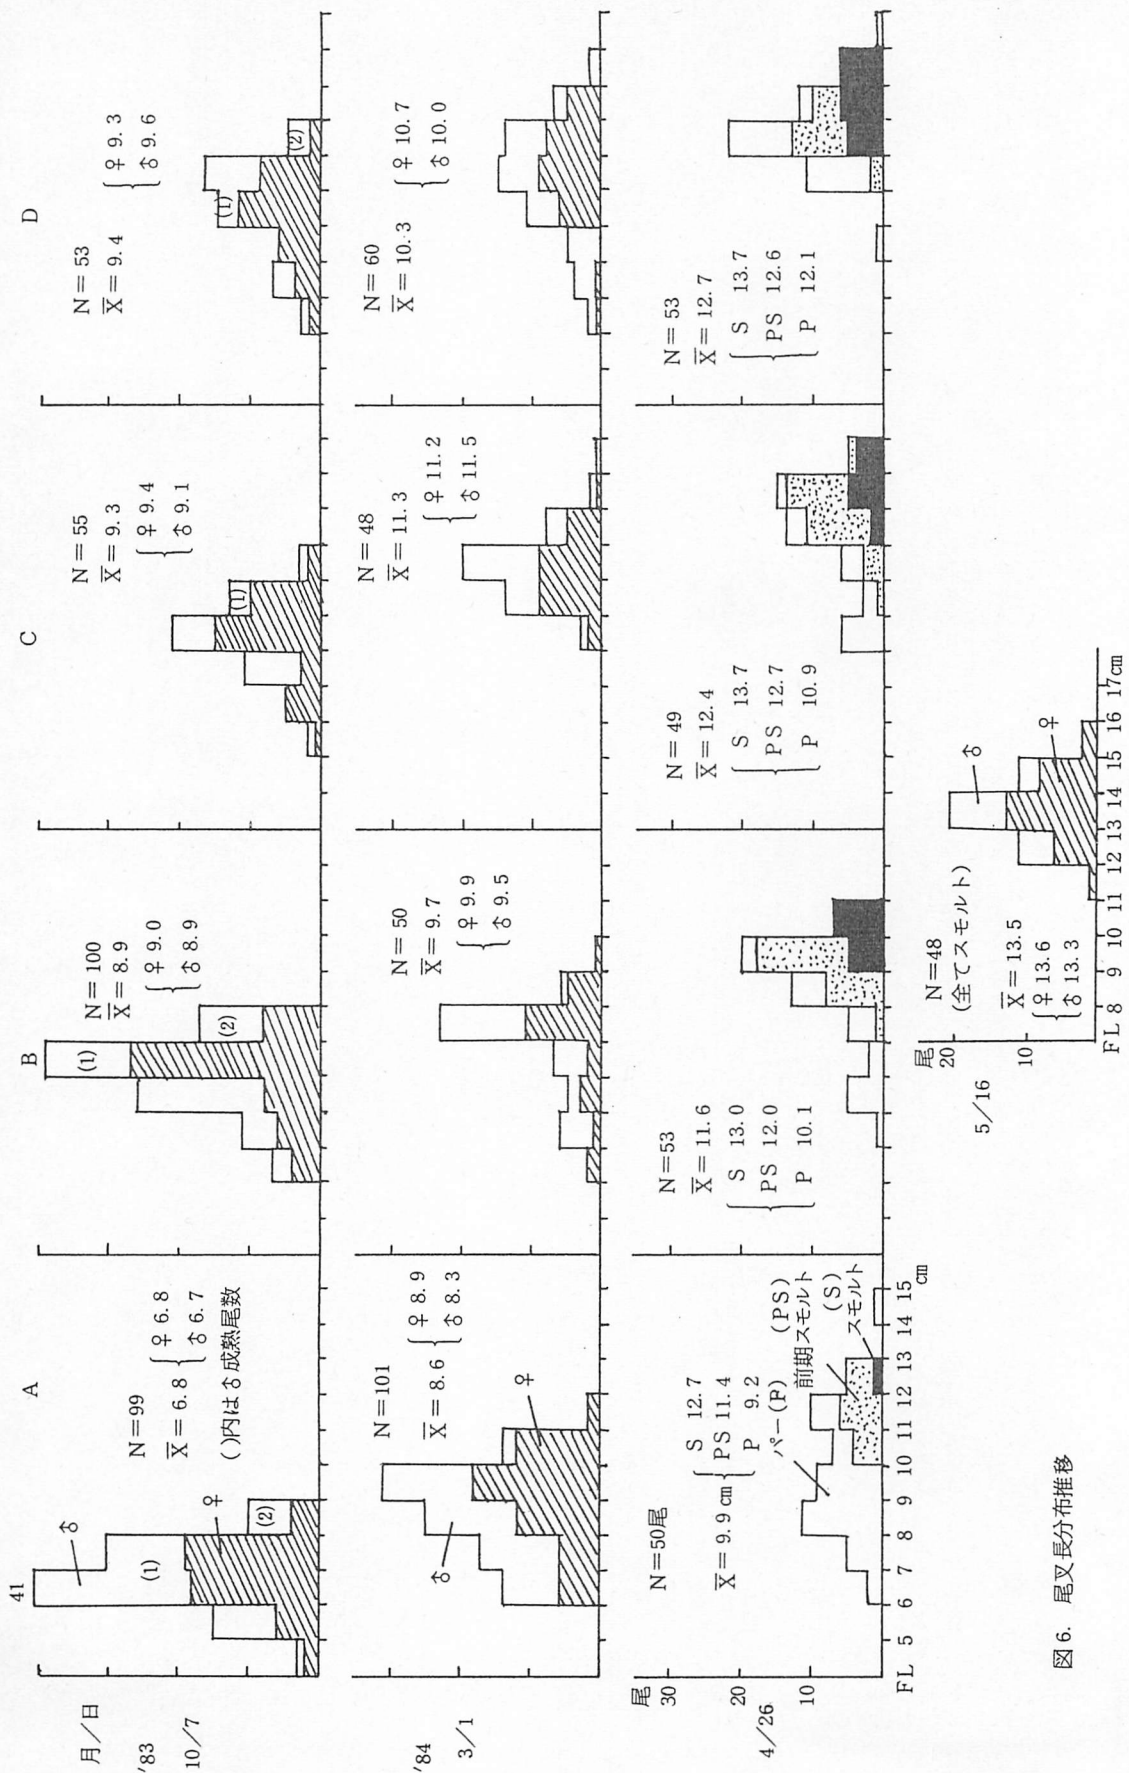 A
B
C
D
月/日
'83
10/7
41
♂
♀
(1)
(2)
N=99
X̄=6.8 { ♀ 6.8
♂ 6.7
( )内は♂成熟尾数
(1)
(2)
N=100
X̄=8.9
{ ♀ 9.0
♂ 8.9
(1)
N=55
X̄=9.3
{ ♀ 9.4
♂ 9.1
(1)
(2)
N=53
X̄=9.4
{ ♀ 9.3
♂ 9.6
'84
3/1
N=101
X̄=8.6 { ♀ 8.9
♂ 8.3
♂
♀
N=50
X̄=9.7
{ ♀ 9.9
♂ 9.5
N=48
X̄=11.3
{ ♀ 11.2
♂ 11.5
N=60
X̄=10.3
{ ♀ 10.7
♂ 10.0
4/26
尾
30
20
10
N=50尾
X̄=9.9㎝ { S 12.7
PS 11.4
P 9.2
パー(P)
前期スモルト (PS)
スモルト (S)
FL 5 6 7 8 9 10 11 12 13 14 15 ㎝
N=53
X̄=11.6
{ S 13.0
PS 12.0
P 10.1
N=49
X̄=12.4
{ S 13.7
PS 12.7
P 10.9
N=53
X̄=12.7
{ S 13.7
PS 12.6
P 12.1
5/16
尾
20
10
N=48
(全てスモルト)
X̄=13.5
{ ♀ 13.6
♂ 13.3
♂
♀
FL 8 9 10 11 12 13 14 15 16 17㎝
図6. 尾叉長分布推移